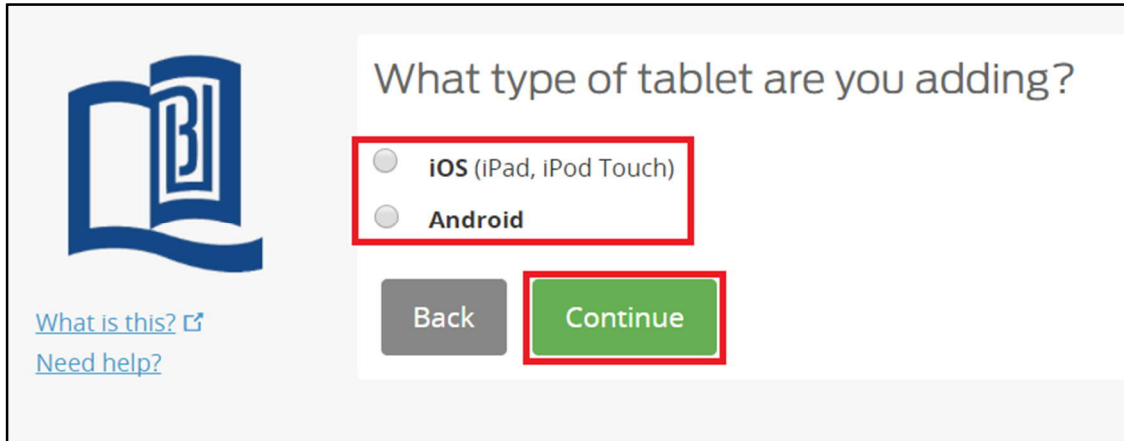 What type of tablet are you adding?
iOS (iPad, iPod Touch)
Android
Back
Continue
What is this?
Need help?